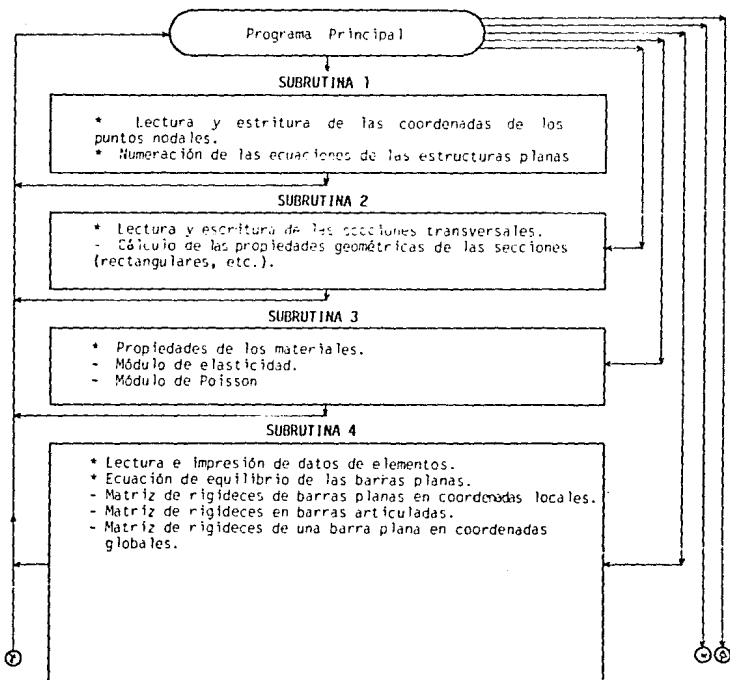 Programa Principal
SUBRUTINA 1
* Lectura y estritura de las coordenadas de los
puntos nodales.
* Numeración de las ecuaciones de las estructuras planas
SUBRUTINA 2
* Lectura y escritura de las secciones transversales.
- Cálculo de las propiedades geométricas de las secciones
(rectangulares, etc.).
SUBRUTINA 3
* Propiedades de los materiales.
- Módulo de elasticidad.
- Módulo de Poisson
SUBRUTINA 4
* Lectura e impresión de datos de elementos.
* Ecuación de equilibrio de las barras planas.
- Matriz de rigideces de barras planas en coordenadas locales.
- Matriz de rigideces en barras articuladas.
- Matriz de rigideces de una barra plana en coordenadas
globales.